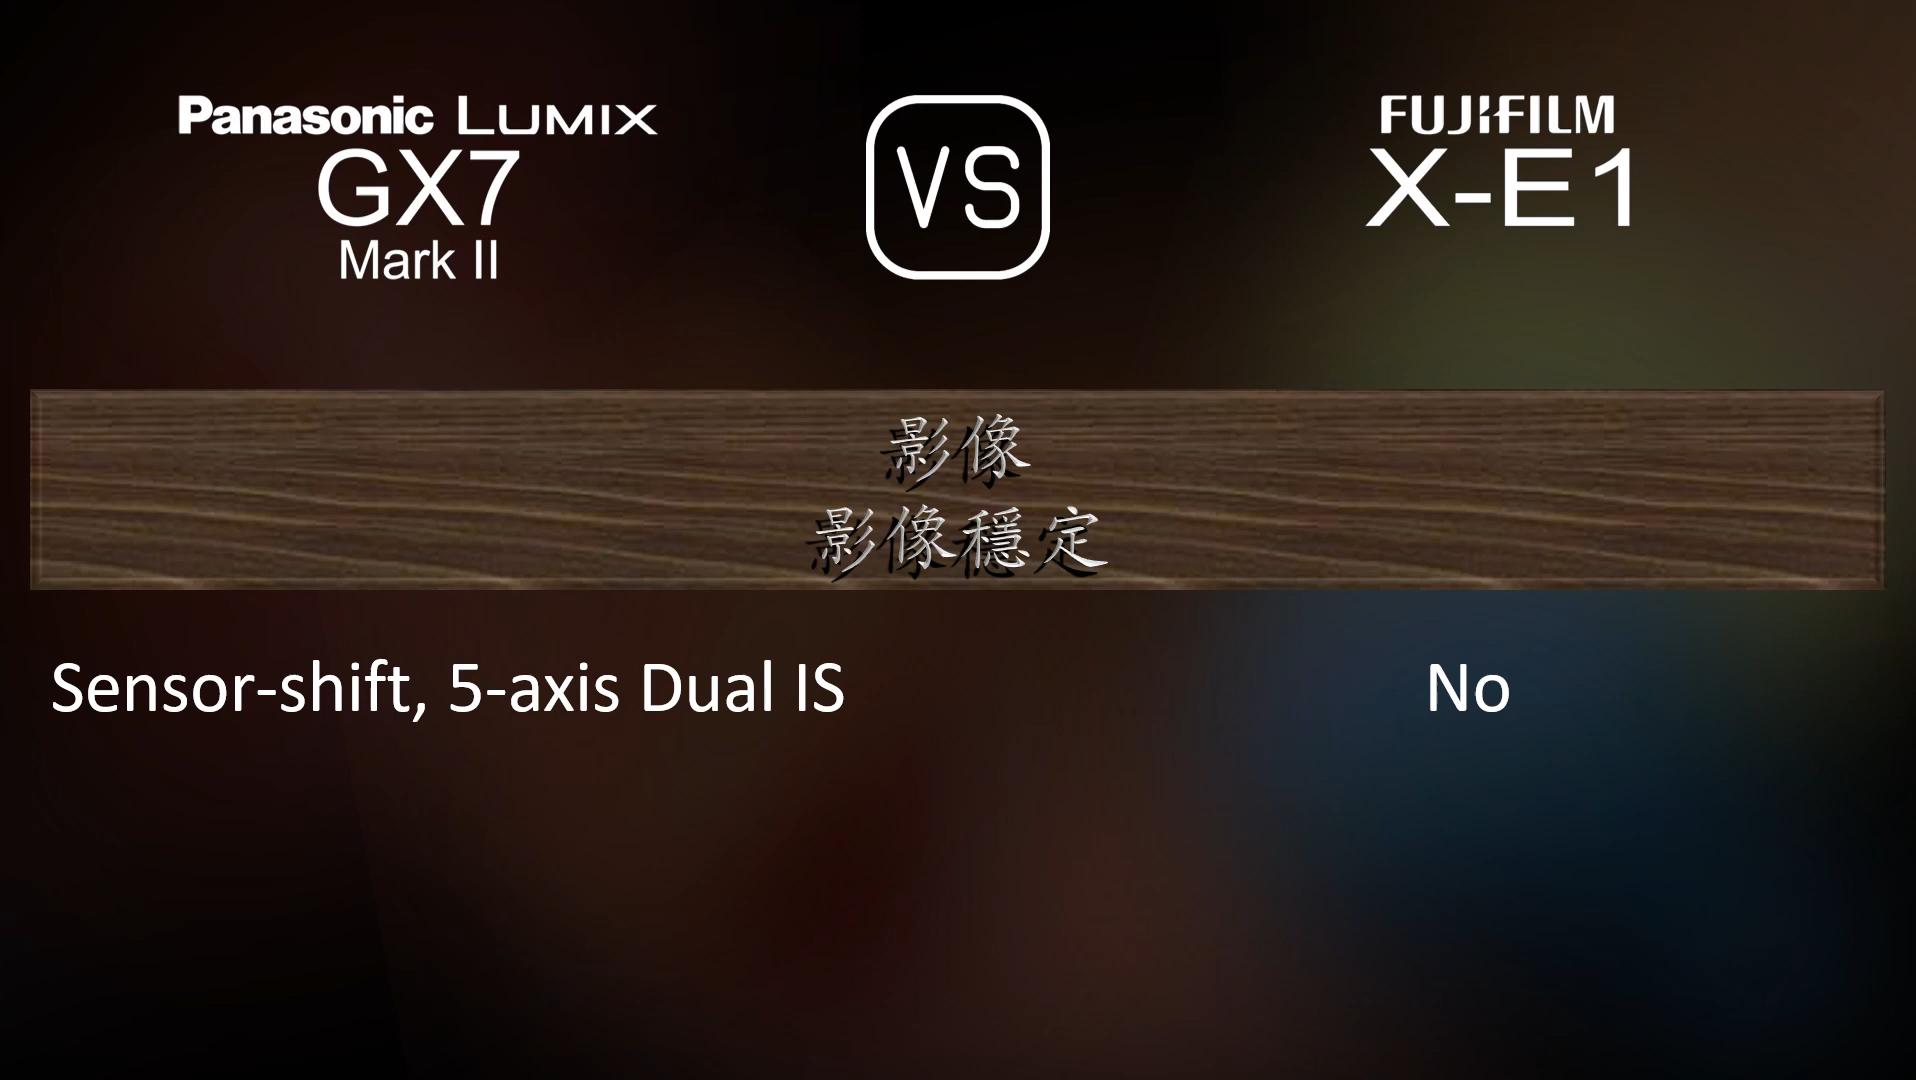 Panasonic LUMIX
GX7
Mark II
VS
FUJIFILM
X-E1
影像
影像穩定
Sensor-shift, 5-axis Dual IS
No